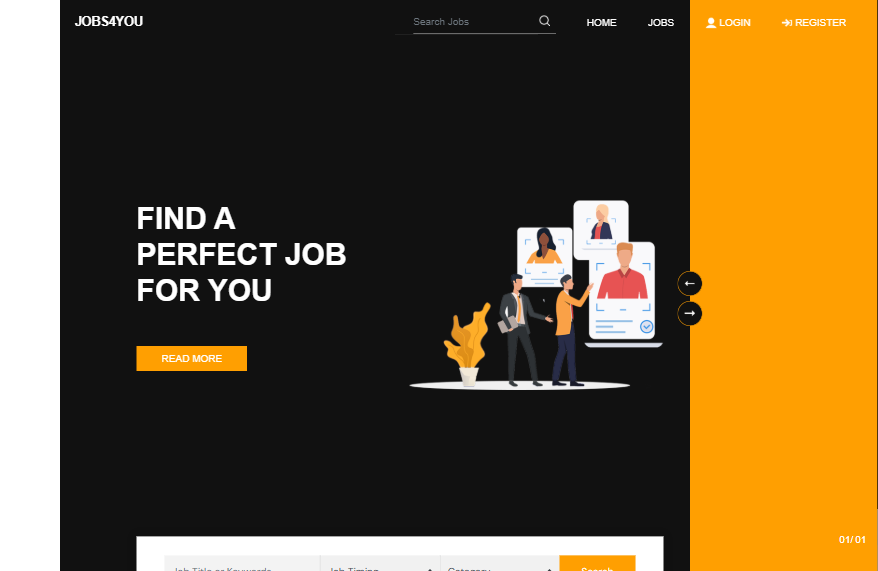 JOBS4YOU
Search Jobs
HOME
JOBS
LOGIN
REGISTER
FIND A
PERFECT JOB
FOR YOU
READ MORE
01/ 01
Job Title or Keywords
Job Timing
Category
Search